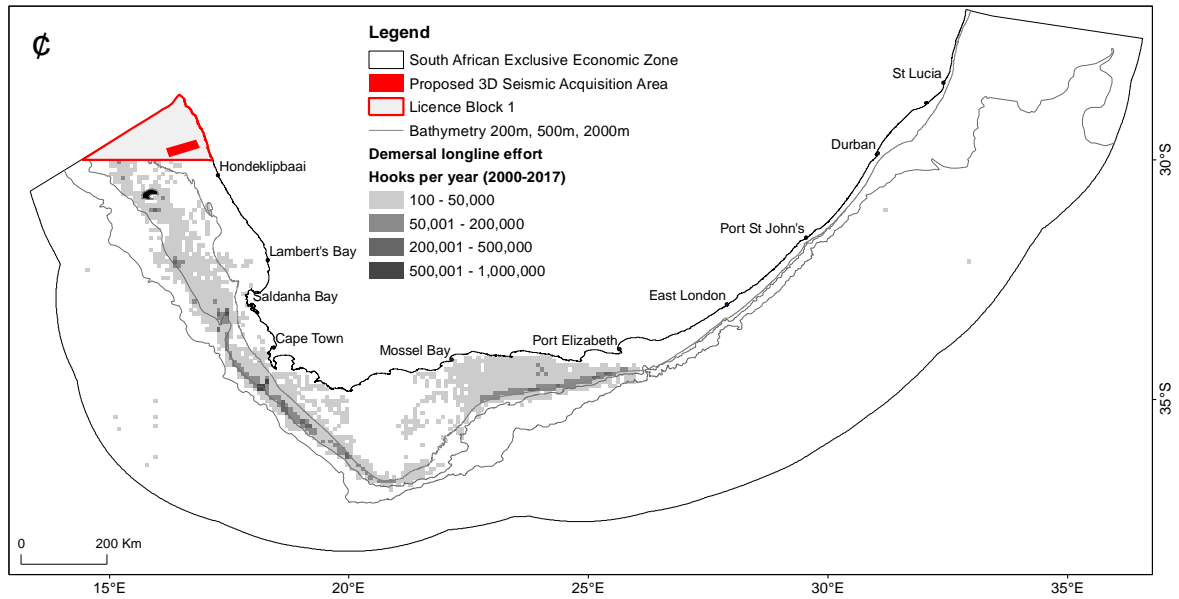 ₵
Legend
South African Exclusive Economic Zone
Proposed 3D Seismic Acquisition Area
Licence Block 1
Bathymetry 200m, 500m, 2000m
Demersal longline effort
Hooks per year (2000-2017)
100 - 50,000
50,001 - 200,000
200,001 - 500,000
500,001 - 1,000,000
St Lucia
Durban
30°S
Hondeklipbaai
Port St John's
Lambert's Bay
Saldanha Bay
East London
Cape Town
Mossel Bay
Port Elizabeth
35°S
0
200 Km
15°E
20°E
25°E
30°E
35°E